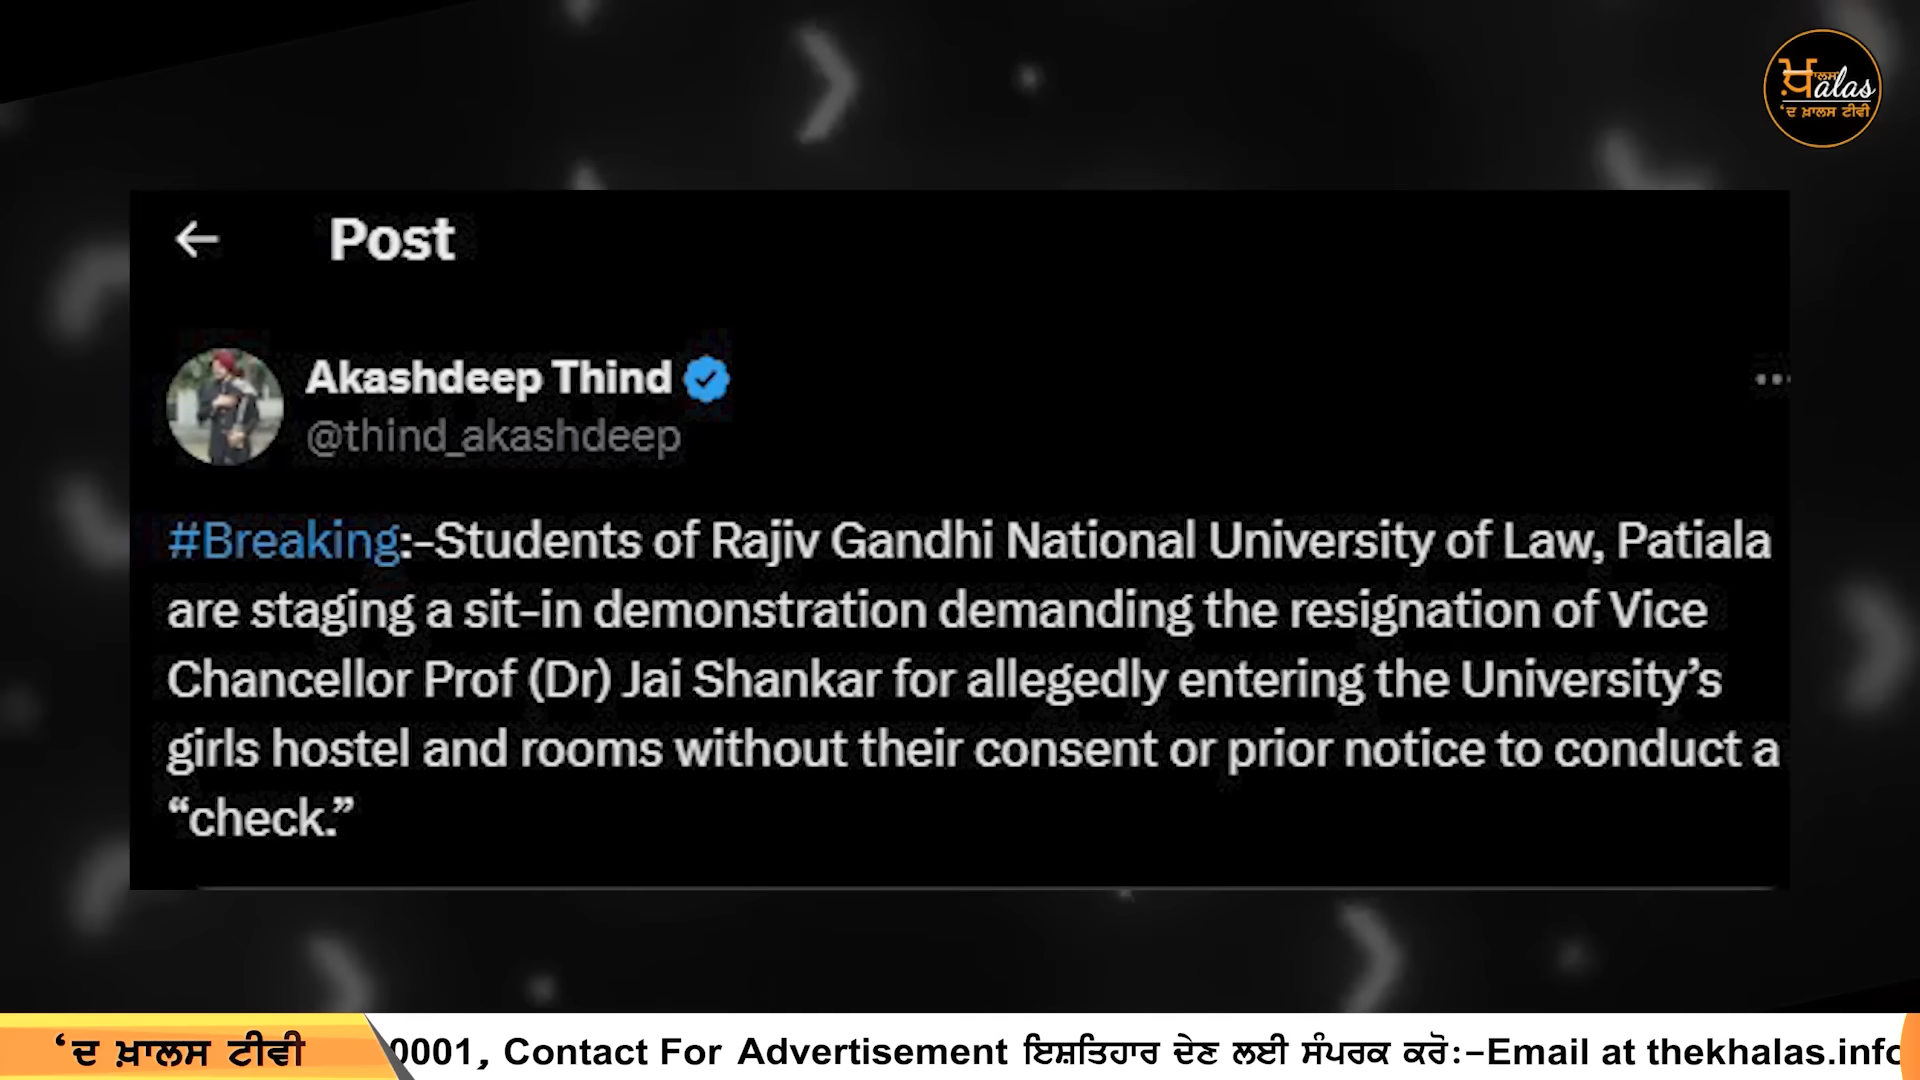 ਖ਼ਾਲਸ
alas
‘ਦ ਖ਼ਾਲਸ ਟੀਵੀ
Post
Akashdeep Thind
@thind_akashdeep
#Breaking:-Students of Rajiv Gandhi National University of Law, Patiala
are staging a sit-in demonstration demanding the resignation of Vice
Chancellor Prof (Dr) Jai Shankar for allegedly entering the University’s
girls hostel and rooms without their consent or prior notice to conduct a
“check.”
‘ਦ ਖ਼ਾਲਸ ਟੀਵੀ
0001, Contact For Advertisement ਇਸ਼ਤਿਹਾਰ ਦੇਣ ਲਈ ਸੰਪਰਕ ਕਰੋ:-Email at thekhalas.info